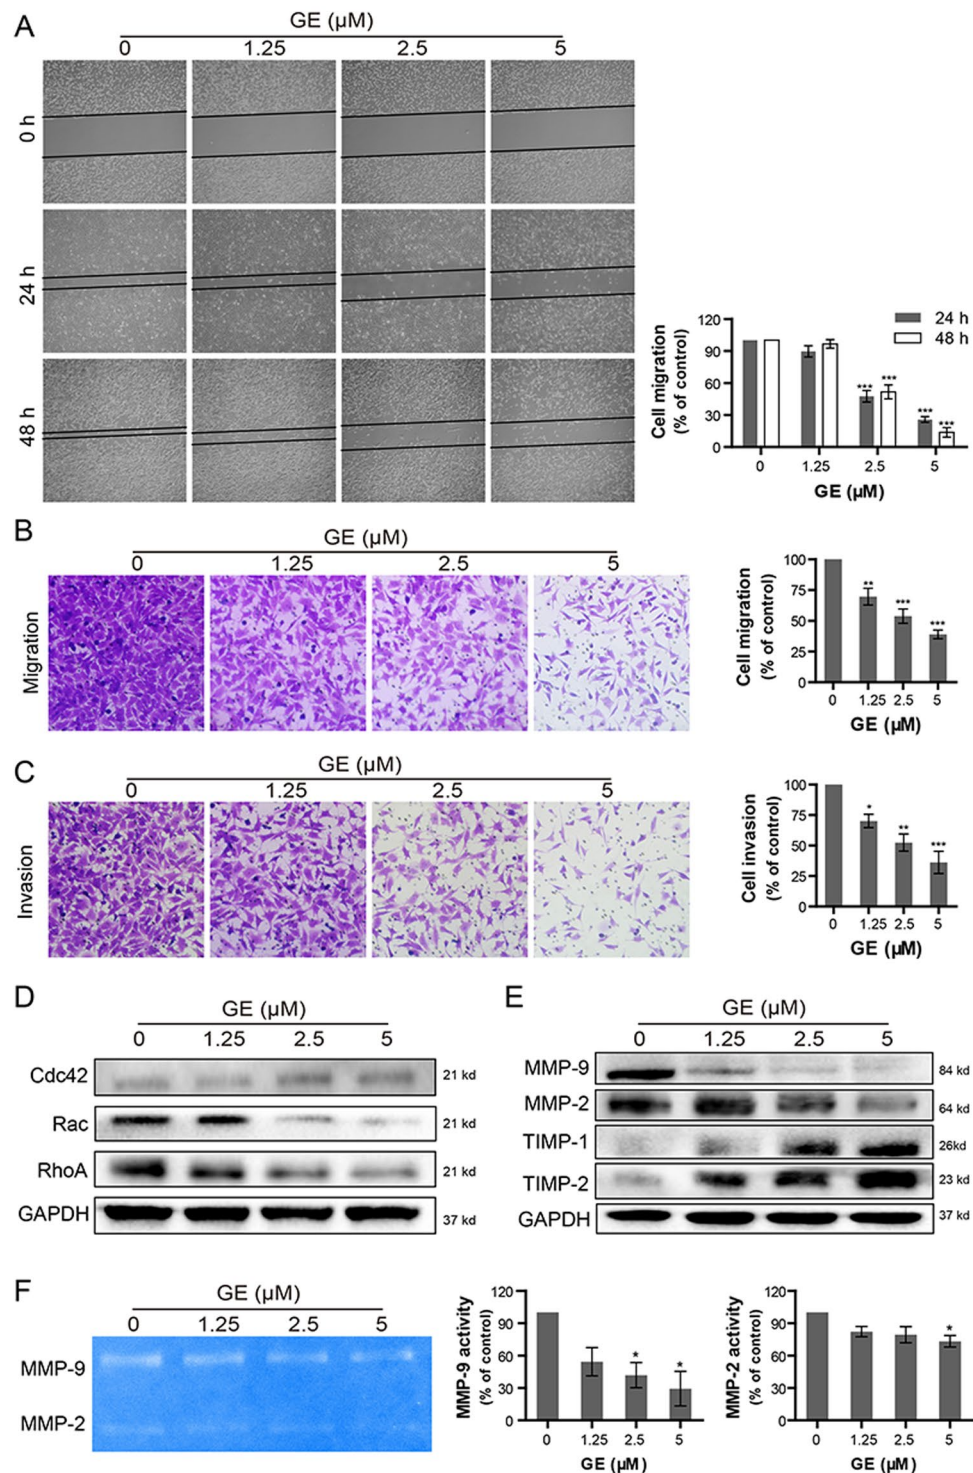 A
GE (µM)
0 1.25 2.5 5
0 h
24 h
48 h
Cell migration
(% of control)
120
90
60
30
0
24 h
48 h
*** ***
***
***
0 1.25 2.5 5
GE (µM)
B
GE (µM)
0 1.25 2.5 5
Migration
Cell migration
(% of control)
100
75
50
25
0
**
***
***
0 1.25 2.5 5
GE (µM)
C
GE (µM)
0 1.25 2.5 5
Invasion
Cell invasion
(% of control)
100
75
50
25
0
*
**
***
0 1.25 2.5 5
GE (µM)
D
GE (µM)
0 1.25 2.5 5
Cdc42 21 kd
Rac 21 kd
RhoA 21 kd
GAPDH 37 kd
E
GE (µM)
0 1.25 2.5 5
MMP-9 84 kd
MMP-2 64 kd
TIMP-1 26kd
TIMP-2 23 kd
GAPDH 37 kd
F
GE (µM)
0 1.25 2.5 5
MMP-9
MMP-2
MMP-9 activity
(% of control)
120
90
60
30
0
*
*
0 1.25 2.5 5
GE (µM)
MMP-2 activity
(% of control)
120
90
60
30
0
*
0 1.25 2.5 5
GE (µM)